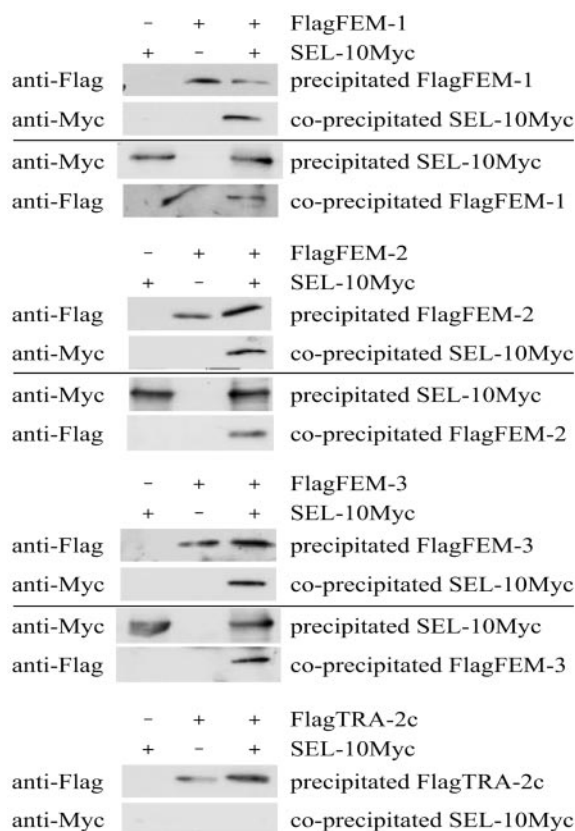 - + + FlagFEM-1
+ - + SEL-10Myc
anti-Flag precipitated FlagFEM-1
anti-Myc co-precipitated SEL-10Myc
anti-Myc precipitated SEL-10Myc
anti-Flag co-precipitated FlagFEM-1
- + + FlagFEM-2
+ - + SEL-10Myc
anti-Flag precipitated FlagFEM-2
anti-Myc co-precipitated SEL-10Myc
anti-Myc precipitated SEL-10Myc
anti-Flag co-precipitated FlagFEM-2
- + + FlagFEM-3
+ - + SEL-10Myc
anti-Flag precipitated FlagFEM-3
anti-Myc co-precipitated SEL-10Myc
anti-Myc precipitated SEL-10Myc
anti-Flag co-precipitated FlagFEM-3
- + + FlagTRA-2c
+ - + SEL-10Myc
anti-Flag precipitated FlagTRA-2c
anti-Myc co-precipitated SEL-10Myc